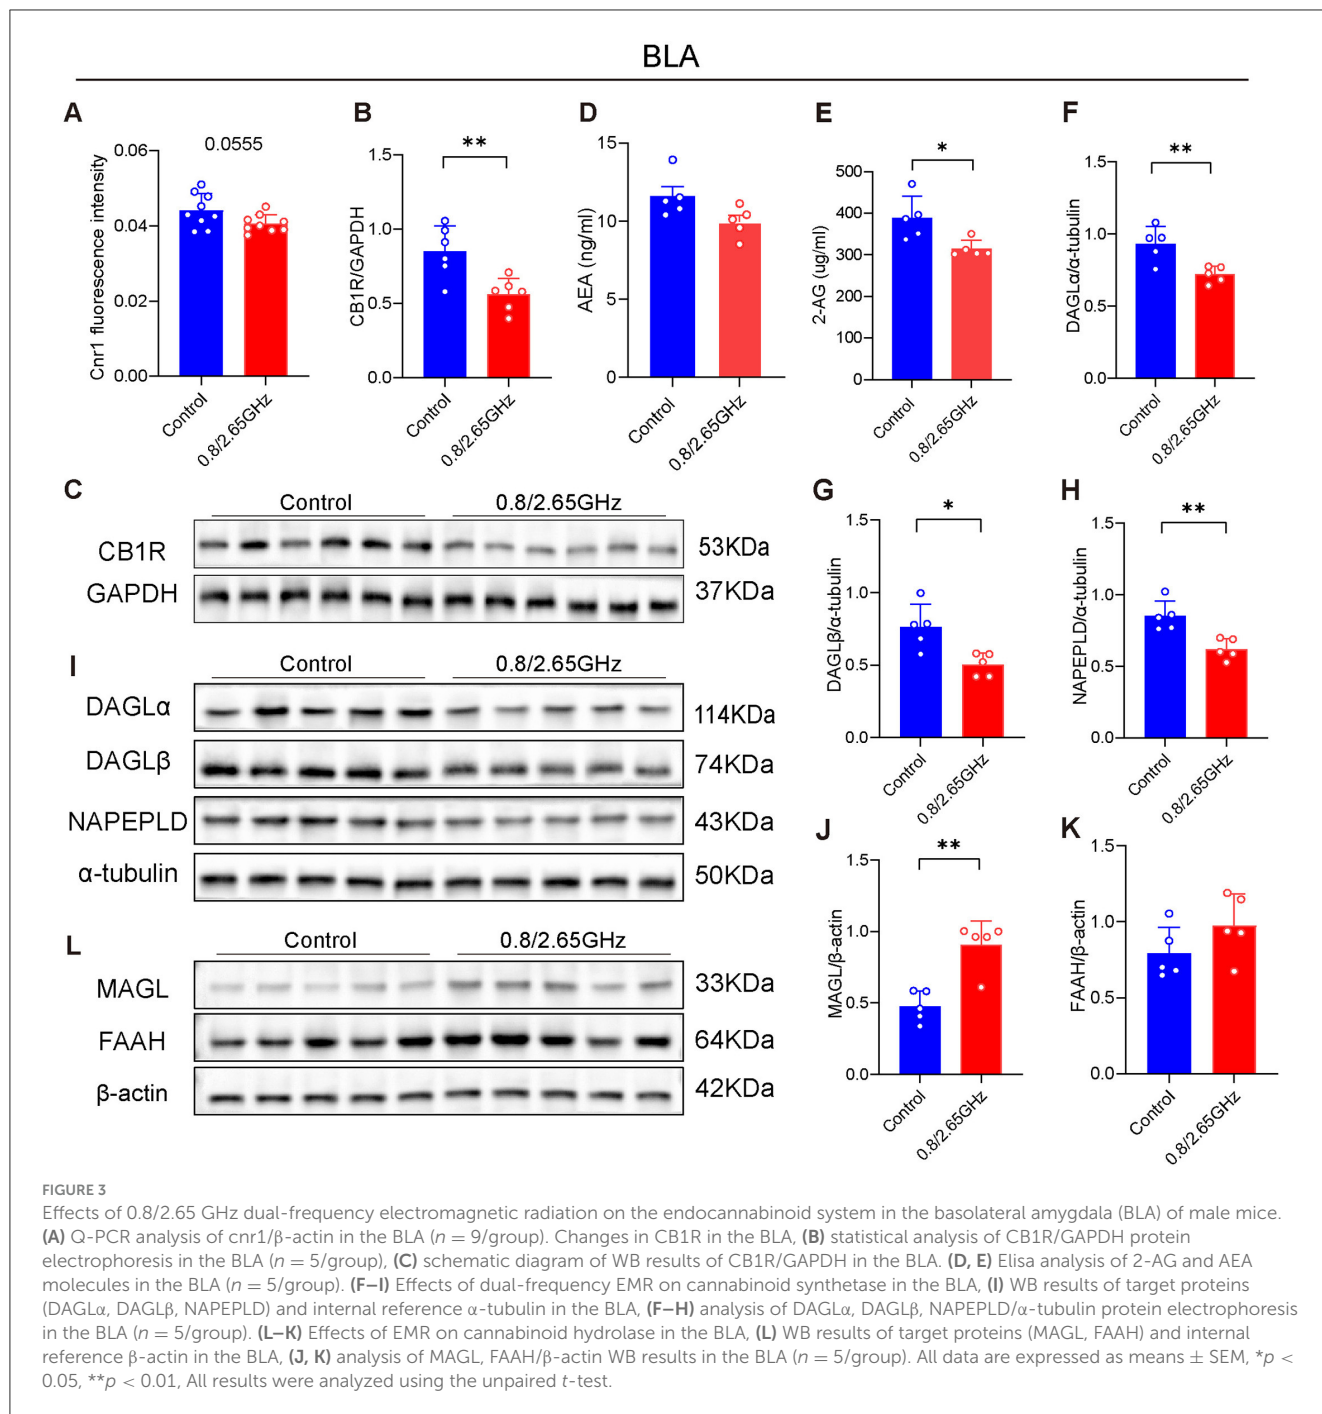 BLA
A
0.0555
Cnr1 fluorescence intensity
0.06
0.04
0.02
0.00
Control
0.8/2.65GHz
B
**
CB1R/GAPDH
1.5
1.0
0.5
0.0
Control
0.8/2.65GHz
D
AEA (ng/ml)
15
10
5
0
Control
0.8/2.65GHz
E
*
2-AG (ug/ml)
500
400
300
200
100
0
Control
0.8/2.65GHz
F
**
DAGLα/α-tubulin
1.5
1.0
0.5
0.0
Control
0.8/2.65GHz
C
Control 0.8/2.65GHz
CB1R 53KDa
GAPDH 37KDa
G
*
DAGLβ/α-tubulin
1.5
1.0
0.5
0.0
Control
0.8/2.65GHz
H
**
NAPEPLD/α-tubulin
1.5
1.0
0.5
0.0
Control
0.8/2.65GHz
I
Control 0.8/2.65GHz
DAGLα 114KDa
DAGLβ 74KDa
NAPEPLD 43KDa
α-tubulin 50KDa
J
**
MAGL/β-actin
1.5
1.0
0.5
0.0
Control
0.8/2.65GHz
K
FAAH/β-actin
1.5
1.0
0.5
0.0
Control
0.8/2.65GHz
L
Control 0.8/2.65GHz
MAGL 33KDa
FAAH 64KDa
β-actin 42KDa
FIGURE 3
Effects of 0.8/2.65 GHz dual-frequency electromagnetic radiation on the endocannabinoid system in the basolateral amygdala (BLA) of male mice.
(A) Q-PCR analysis of cnr1/β-actin in the BLA (n = 9/group). Changes in CB1R in the BLA, (B) statistical analysis of CB1R/GAPDH protein
electrophoresis in the BLA (n = 5/group), (C) schematic diagram of WB results of CB1R/GAPDH in the BLA. (D, E) Elisa analysis of 2-AG and AEA
molecules in the BLA (n = 5/group). (F–I) Effects of dual-frequency EMR on cannabinoid synthetase in the BLA, (I) WB results of target proteins
(DAGLα, DAGLβ, NAPEPLD) and internal reference α-tubulin in the BLA, (F–H) analysis of DAGLα, DAGLβ, NAPEPLD/α-tubulin protein electrophoresis
in the BLA (n = 5/group). (L–K) Effects of EMR on cannabinoid hydrolase in the BLA, (L) WB results of target proteins (MAGL, FAAH) and internal
reference β-actin in the BLA, (J, K) analysis of MAGL, FAAH/β-actin WB results in the BLA (n = 5/group). All data are expressed as means ± SEM, *p <
0.05, **p < 0.01, All results were analyzed using the unpaired t-test.